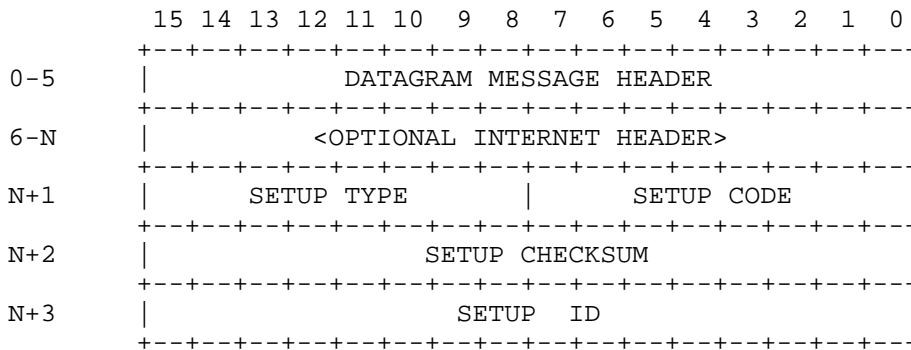 15 14 13 12 11 10 9 8 7 6 5 4 3 2 1 0
+--+--+--+--+--+--+--+--+--+--+--+--+--+--+--+--
0-5 | DATAGRAM MESSAGE HEADER
+--+--+--+--+--+--+--+--+--+--+--+--+--+--+--+--
6-N | <OPTIONAL INTERNET HEADER>
+--+--+--+--+--+--+--+--+--+--+--+--+--+--+--+--
N+1 | SETUP TYPE | SETUP CODE
+--+--+--+--+--+--+--+--+--+--+--+--+--+--+--+--
N+2 | SETUP CHECKSUM
+--+--+--+--+--+--+--+--+--+--+--+--+--+--+--+--
N+3 | SETUP ID
+--+--+--+--+--+--+--+--+--+--+--+--+--+--+--+--